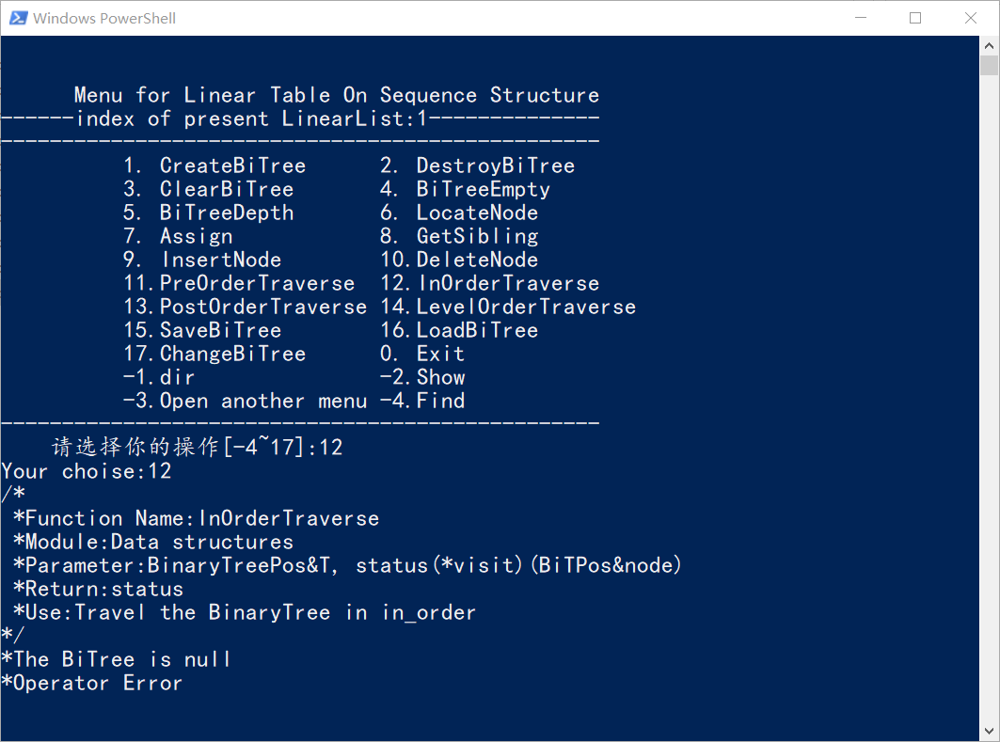 Windows PowerShell
Menu for Linear Table On Sequence Structure
------index of present LinearList:1--------------
-------------------------------------------------
1. CreateBiTree 2. DestroyBiTree
3. ClearBiTree 4. BiTreeEmpty
5. BiTreeDepth 6. LocateNode
7. Assign 8. GetSibling
9. InsertNode 10.DeleteNode
11.PreOrderTraverse 12.InOrderTraverse
13.PostOrderTraverse 14.LevelOrderTraverse
15.SaveBiTree 16.LoadBiTree
17.ChangeBiTree 0. Exit
-1.dir -2.Show
-3.Open another menu -4.Find
-------------------------------------------------
请选择你的操作[-4~17]:12
Your choise:12
/*
*Function Name:InOrderTraverse
*Module:Data structures
*Parameter:BinaryTreePos&T, status(*visit)(BiTPos&node)
*Return:status
*Use:Travel the BinaryTree in in_order
*/
*The BiTree is null
*Operator Error